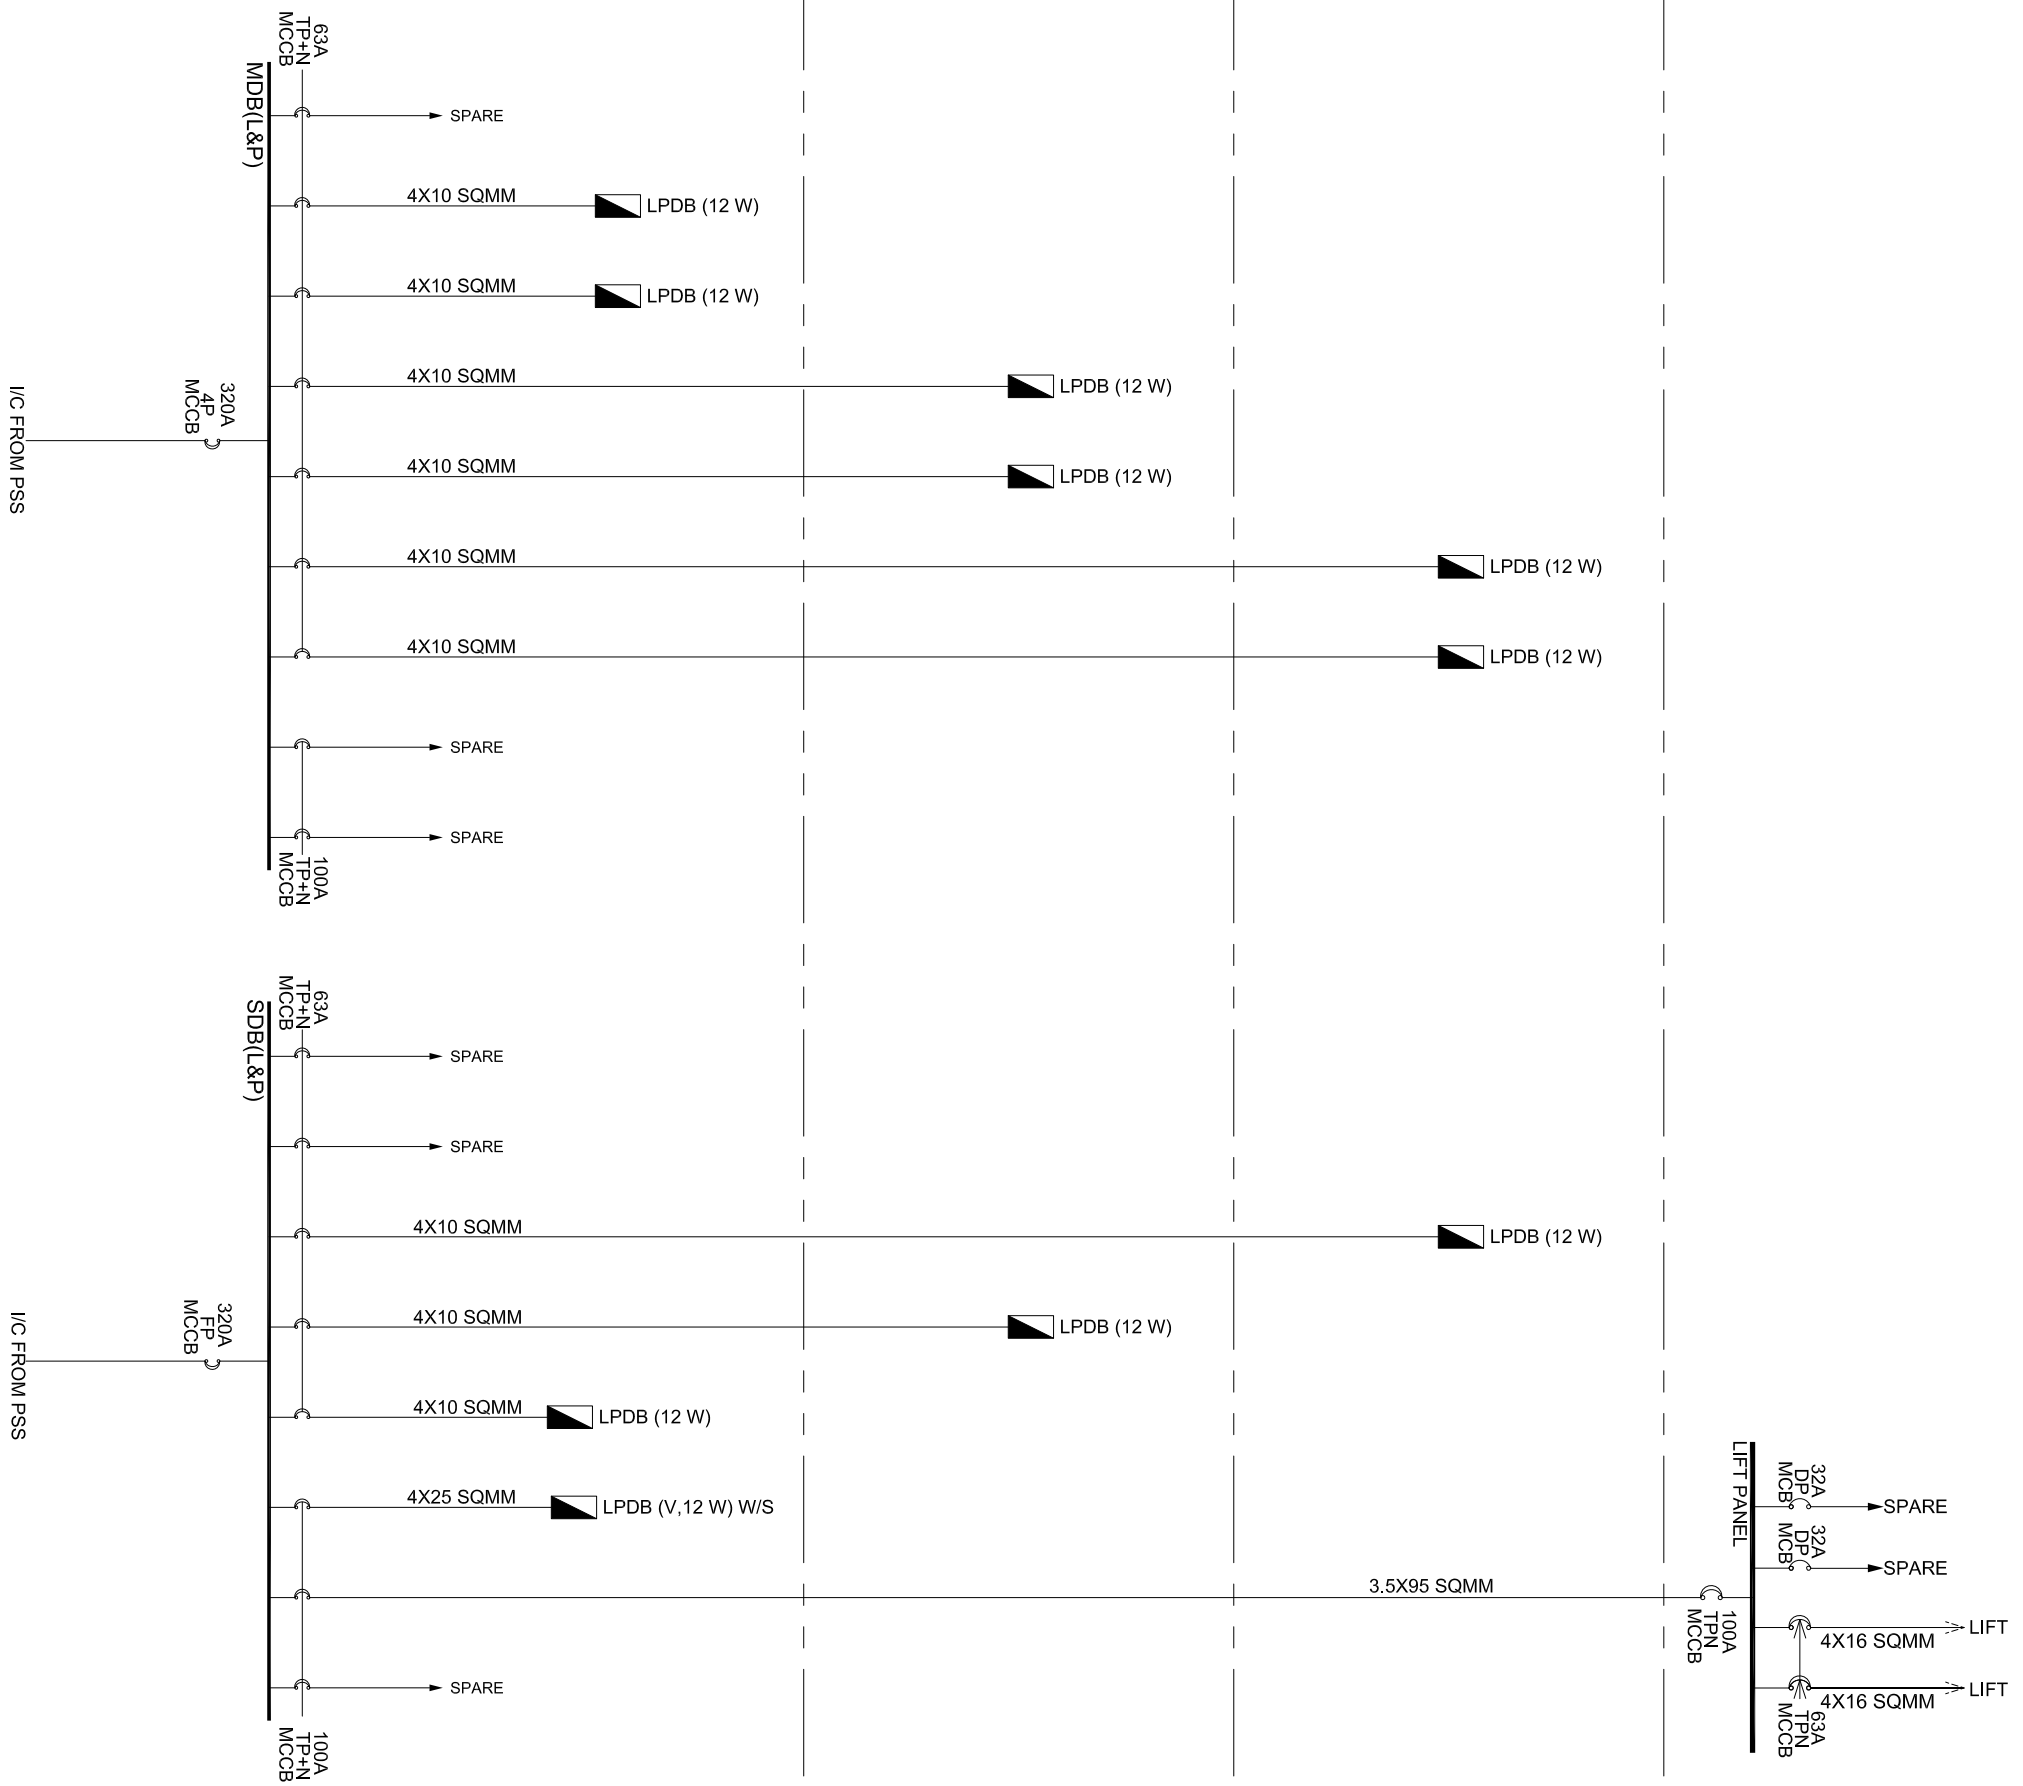 63A
TP+N
MCCB
MDB(L&P)
SPARE
4X10 SQMM
LPDB (12 W)
4X10 SQMM
LPDB (12 W)
4X10 SQMM
LPDB (12 W)
320A
4P
MCCB
I/C FROM PSS
4X10 SQMM
LPDB (12 W)
4X10 SQMM
LPDB (12 W)
4X10 SQMM
LPDB (12 W)
SPARE
SPARE
100A
TP+N
MCCB
63A
TP+N
MCCB
SDB(L&P)
SPARE
SPARE
4X10 SQMM
LPDB (12 W)
4X10 SQMM
LPDB (12 W)
320A
FP
MCCB
I/C FROM PSS
4X10 SQMM
LPDB (12 W)
4X25 SQMM
LPDB (V,12 W) W/S
3.5X95 SQMM
100A
TPN
MCCB
SPARE
100A
TP+N
MCCB
LIFT PANEL
32A
DP
MCB
SPARE
32A
DP
MCB
SPARE
4X16 SQMM
LIFT
4X16 SQMM
LIFT
63A
TPN
MCCB